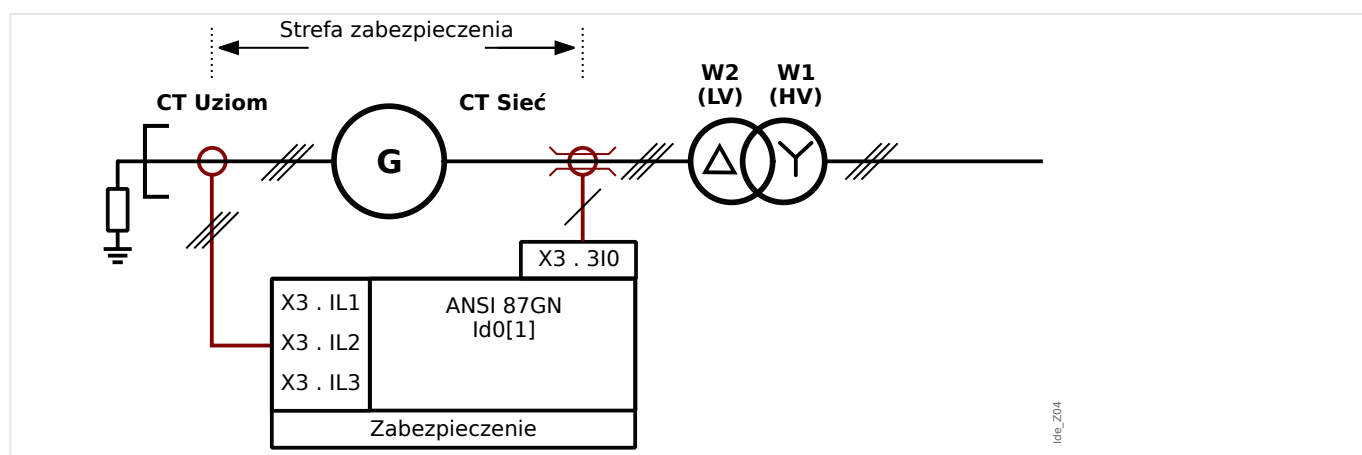 Strefa zabezpieczenia
W2
(LV)
W1
(HV)
CT Uziom
CT Sieć
G
X3 . 3I0
X3 . IL1
X3 . IL2
X3 . IL3
ANSI 87GN
Id0[1]
Zabezpieczenie
Ide_Z04